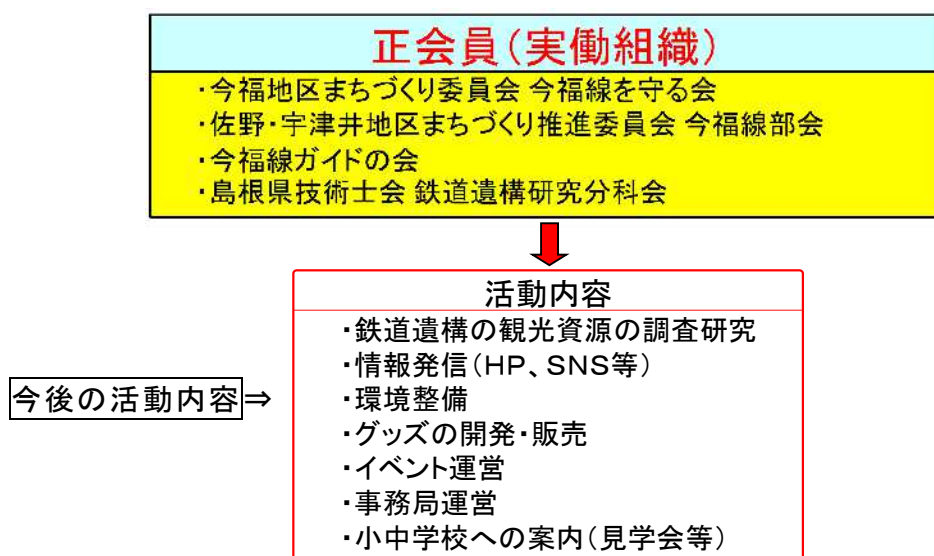 正会員(実働組織)
・今福地区まちづくり委員会 今福線を守る会
・佐野・宇津井地区まちづくり推進委員会 今福線部会
・今福線ガイドの会
・島根県技術士会 鉄道遺構研究分科会
活動内容
・鉄道遺構の観光資源の調査研究
・情報発信(HP、SNS等)
今後の活動内容⇒
・環境整備
・グッズの開発・販売
・イベント運営
・事務局運営
・小中学校への案内(見学会等)